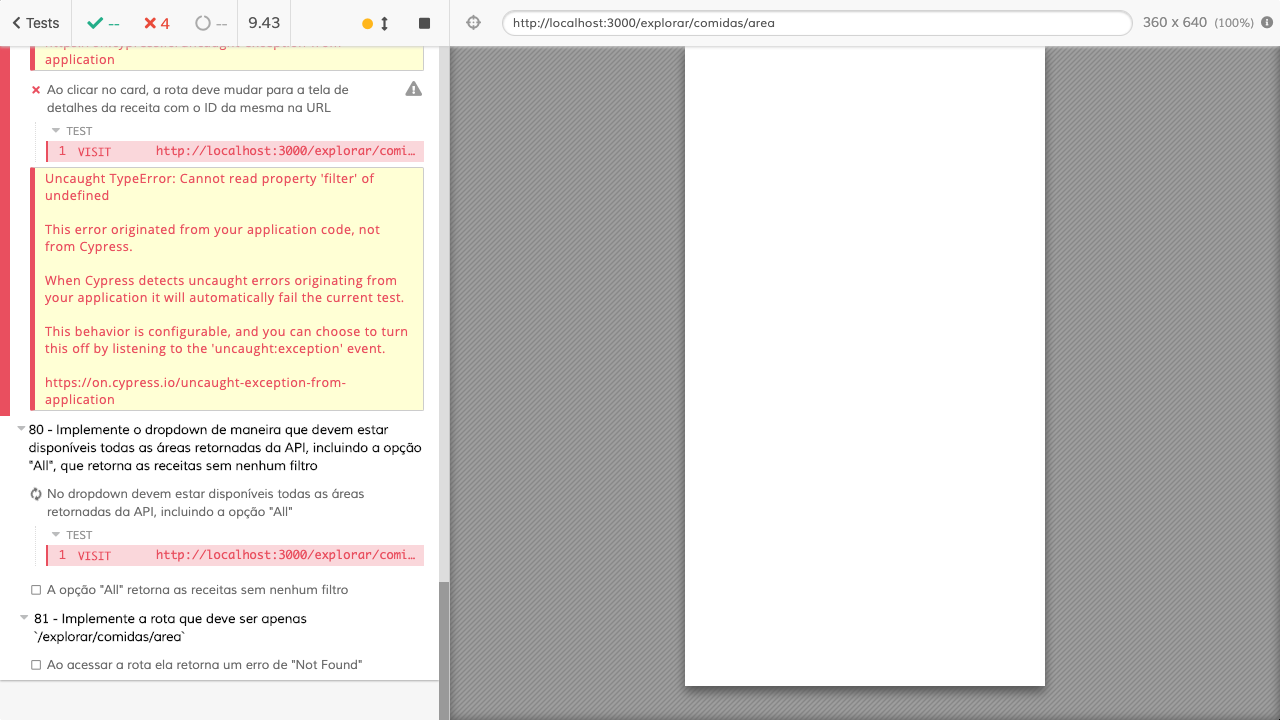 Tests
--
4
--
9.43
http://localhost:3000/explorar/comidas/area
360 x 640 (100%)
application
Ao clicar no card, a rota deve mudar para a tela de
detalhes da receita com o ID da mesma na URL
TEST
1 VISIT http://localhost:3000/explorar/comi…
Uncaught TypeError: Cannot read property 'filter' of
undefined
This error originated from your application code, not
from Cypress.
When Cypress detects uncaught errors originating from
your application it will automatically fail the current test.
This behavior is configurable, and you can choose to turn
this off by listening to the 'uncaught:exception' event.
https://on.cypress.io/uncaught-exception-from-
application
80 - Implemente o dropdown de maneira que devem estar
disponíveis todas as áreas retornadas da API, incluindo a opção
"All", que retorna as receitas sem nenhum filtro
No dropdown devem estar disponíveis todas as áreas
retornadas da API, incluindo a opção "All"
TEST
1 VISIT http://localhost:3000/explorar/comi…
A opção "All" retorna as receitas sem nenhum filtro
81 - Implemente a rota que deve ser apenas
`/explorar/comidas/area`
Ao acessar a rota ela retorna um erro de "Not Found"